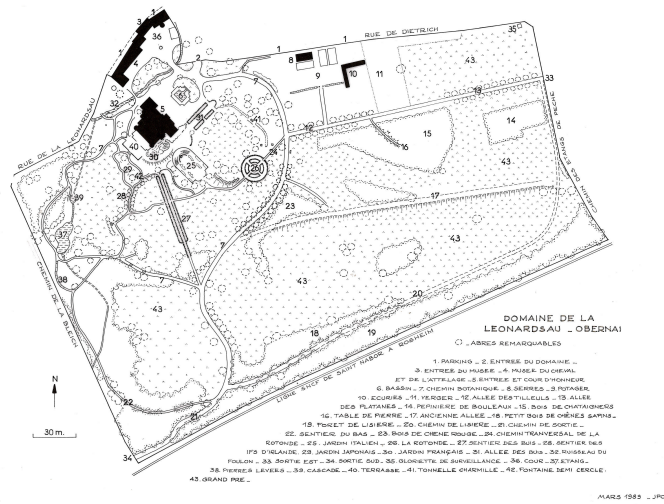 RUE DE DIETRICH
RUE DE LA LEONARDSAU
CHEMIN DES ETANGS DE PECHE
CHEMIN DE LA BLEICH
LIGNE SNCF DE SAINT NABOR A ROSHEIM
N
30 m.
DOMAINE DE LA
LEONARDSAU _ OBERNAI
_ ABRES REMARQUABLES
1. PARKING _ 2. ENTREE DU DOMAINE _
3. ENTREE DU MUSEE _ 4. MUSEE DU CHEVAL
ET DE L'ATTELAGE _ 5. ENTREE ET COUR D'HONNEUR
6. BASSIN _ 7. CHEMIN BOTANIQUE _ 8. SERRES _ 9. POTAGER
10. ECURIES _ 11. VERGER _ 12. ALLEE DES TILLEULS _ 13. ALLEE
DES PLATANES _ 14. PEPINIERE DE BOULEAUX _ 15. BOIS DE CHATAIGNERS
16. TABLE DE PIERRE _ 17. ANCIENNE ALLEE _ 18. PETIT BOIS DE CHÊNES SAPINS _
19. FORET DE LISIERE _ 20. CHEMIN DE LISIERE _ 21. CHEMIN DE SORTIE _
22. SENTIER DU BAS _ 23. BOIS DE CHENE ROUGE _ 24. CHEMIN TRANVERSAL DE LA
ROTONDE _ 25. JARDIN ITALIEN _ 26. LA ROTONDE _ 27. SENTIER DES BUIS _ 28. SENTIER DES
IFS D'IRLANDE _ 29. JARDIN JAPONAIS _ 30. JARDIN FRANÇAIS _ 31. ALLEE DES BUIS _ 32. RUISSEAU DU
FOULON _ 33. SORTIE EST _ 34. SORTIE SUD _ 35. GLORIETTE DE SURVEILLANCE _ 36. COUR _ 37. ETANG _
38. PIERRES LEVEES _ 39. CASCADE _ 40. TERRASSE _ 41. TONNELLE CHARMILLE _ 42. FONTAINE DEMI CERCLE _
43. GRAND PRE _
MARS 1983 _ JPC